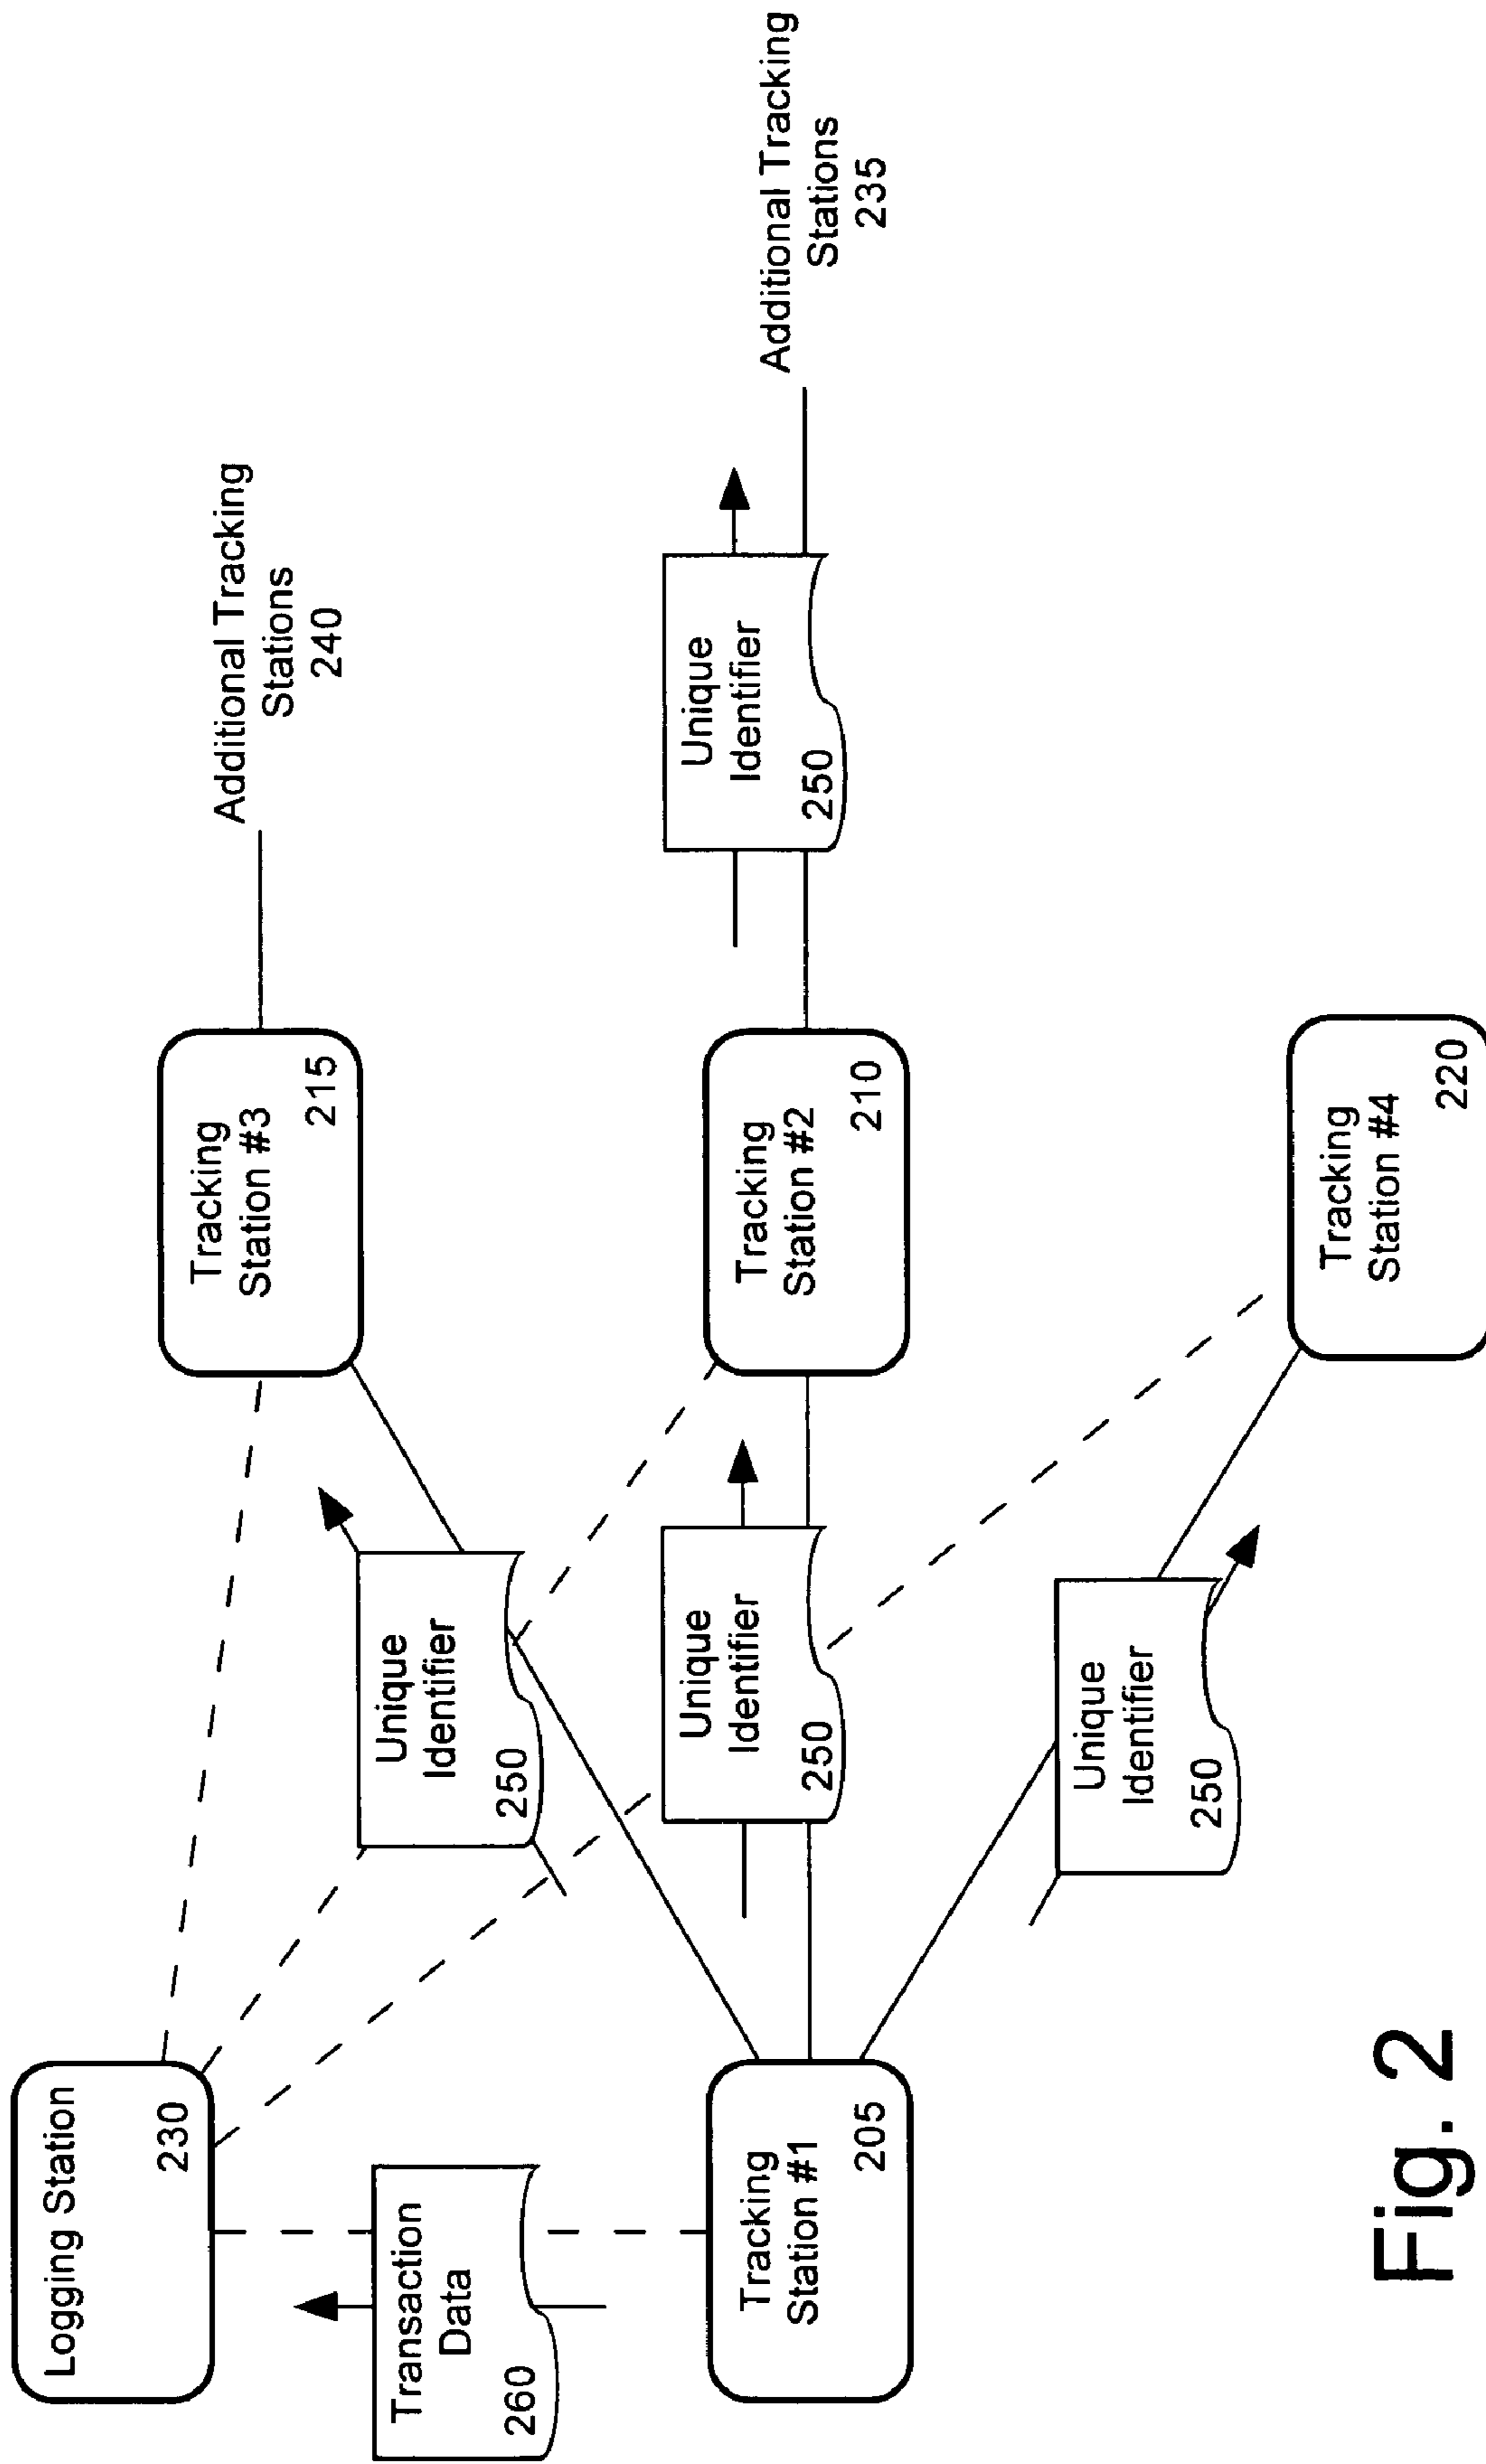 Logging Station
230
Tracking
Station #3
215
Additional Tracking
Stations
240
Transaction
Data
260
Unique
Identifier
250
Tracking
Station #1
205
Unique
Identifier
250
Tracking
Station #2
210
Unique
Identifier
250
Additional Tracking
Stations
235
Unique
Identifier
250
Tracking
Station #4
220
Fig. 2